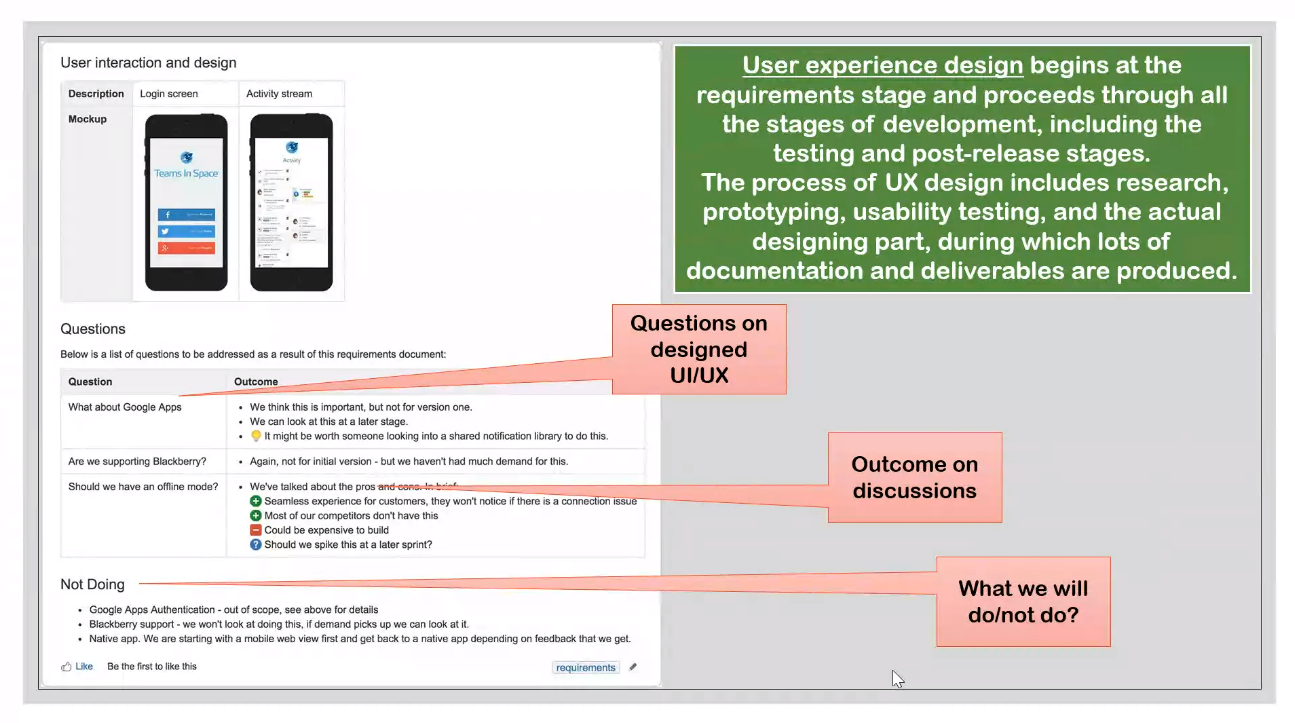 User interaction and design
Description Login screen Activity stream
Mockup
Teams In Space
Activity
User experience design begins at the
requirements stage and proceeds through all
the stages of development, including the
testing and post-release stages.
The process of UX design includes research,
prototyping, usability testing, and the actual
designing part, during which lots of
documentation and deliverables are produced.
Questions
Below is a list of questions to be addressed as a result of this requirements document:
Questions on
designed
UI/UX
Question Outcome
What about Google Apps
• We think this is important, but not for version one.
• We can look at this at a later stage.
• It might be worth someone looking into a shared notification library to do this.
Are we supporting Blackberry?
• Again, not for initial version - but we haven't had much demand for this.
Should we have an offline mode?
• We've talked about the pros and cons. In brief
Seamless experience for customers, they won't notice if there is a connection issue
Most of our competitors don't have this
Could be expensive to build
Should we spike this at a later sprint?
Outcome on
discussions
Not Doing
• Google Apps Authentication - out of scope, see above for details
• Blackberry support - we won't look at doing this, if demand picks up we can look at it.
• Native app. We are starting with a mobile web view first and get back to a native app depending on feedback that we get.
What we will
do/not do?
Like Be the first to like this
requirements